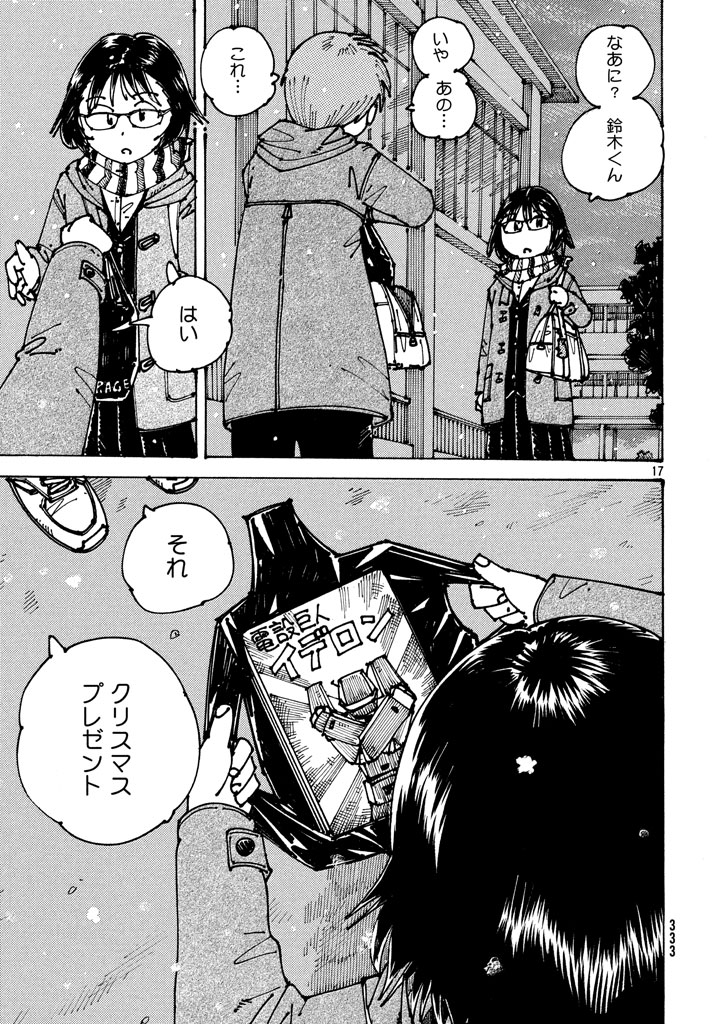 なあに？
鈴木くん
いや
あの…
これ…
はい
RAGE
17
それ
電設巨人
イデロン
クリスマス
プレゼント
333